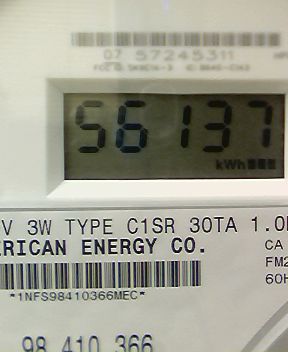 07 57245311
56137
kWh
V 3W TYPE C1SR 30TA 1.0
ERICAN ENERGY CO.
CA
FM2
60H
*1NFS98410366MEC*
98 410 366